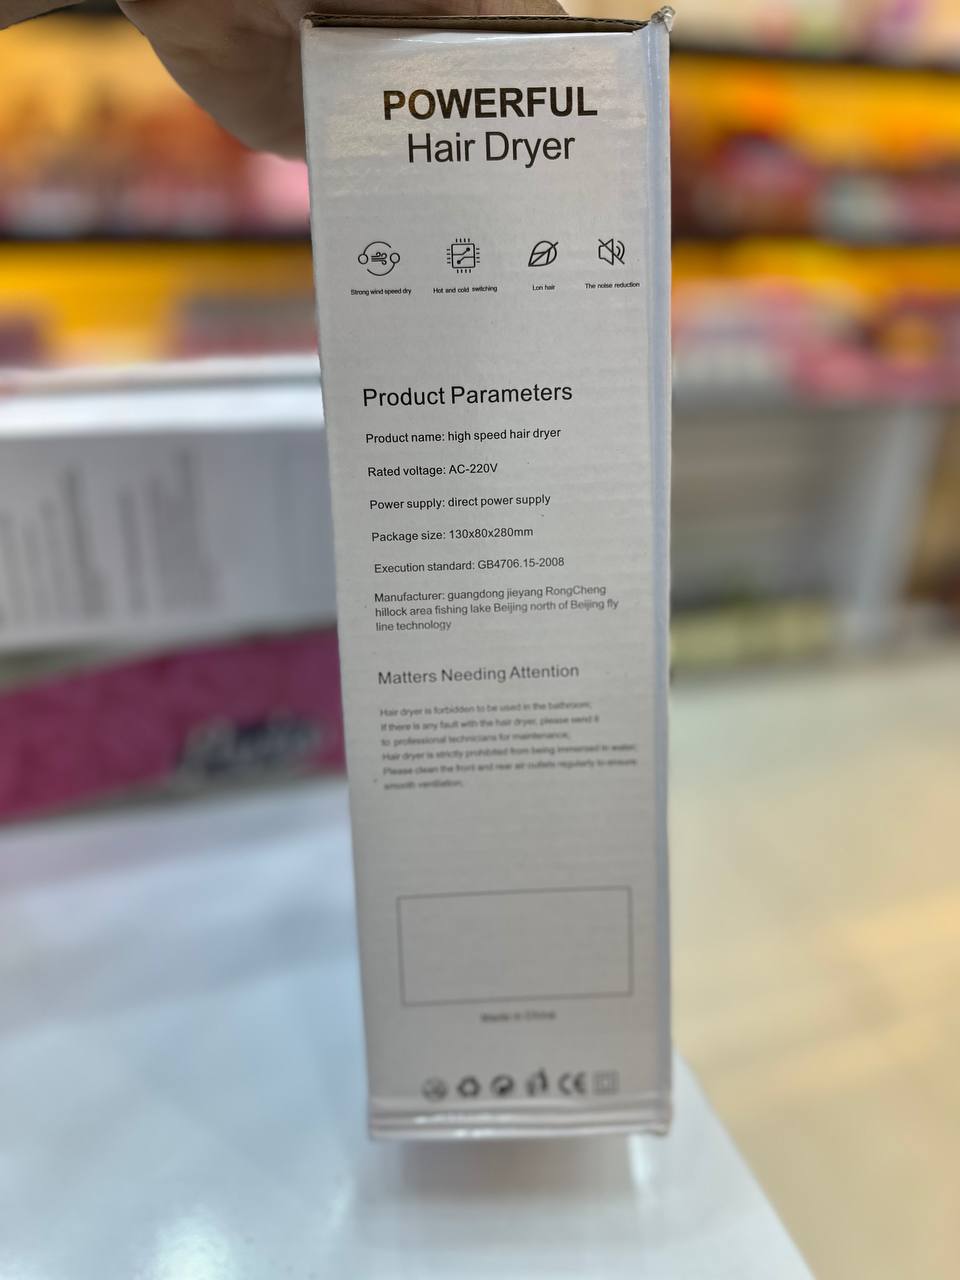 POWERFUL
Hair Dryer
Strong wind speed dry
Hot and cold switching
Lon hair
The noise reduction
Product Parameters
Product name: high speed hair dryer
Rated voltage: AC-220V
Power supply: direct power supply
Package size: 130x80x280mm
Execution standard: GB4706.15-2008
Manufacturer: guangdong jieyang RongCheng
hillock area fishing lake Beijing north of Beijing fly
line technology
Matters Needing Attention
Hair dryer is forbidden to be used in the bathroom;
If there is any fault with the hair dryer, please send it
to professional technicians for maintenance;
Hair dryer is strictly prohibited from being immersed in water;
Please clean the front and rear air outlets regularly to ensure
smooth ventilation;
Made in China
CE